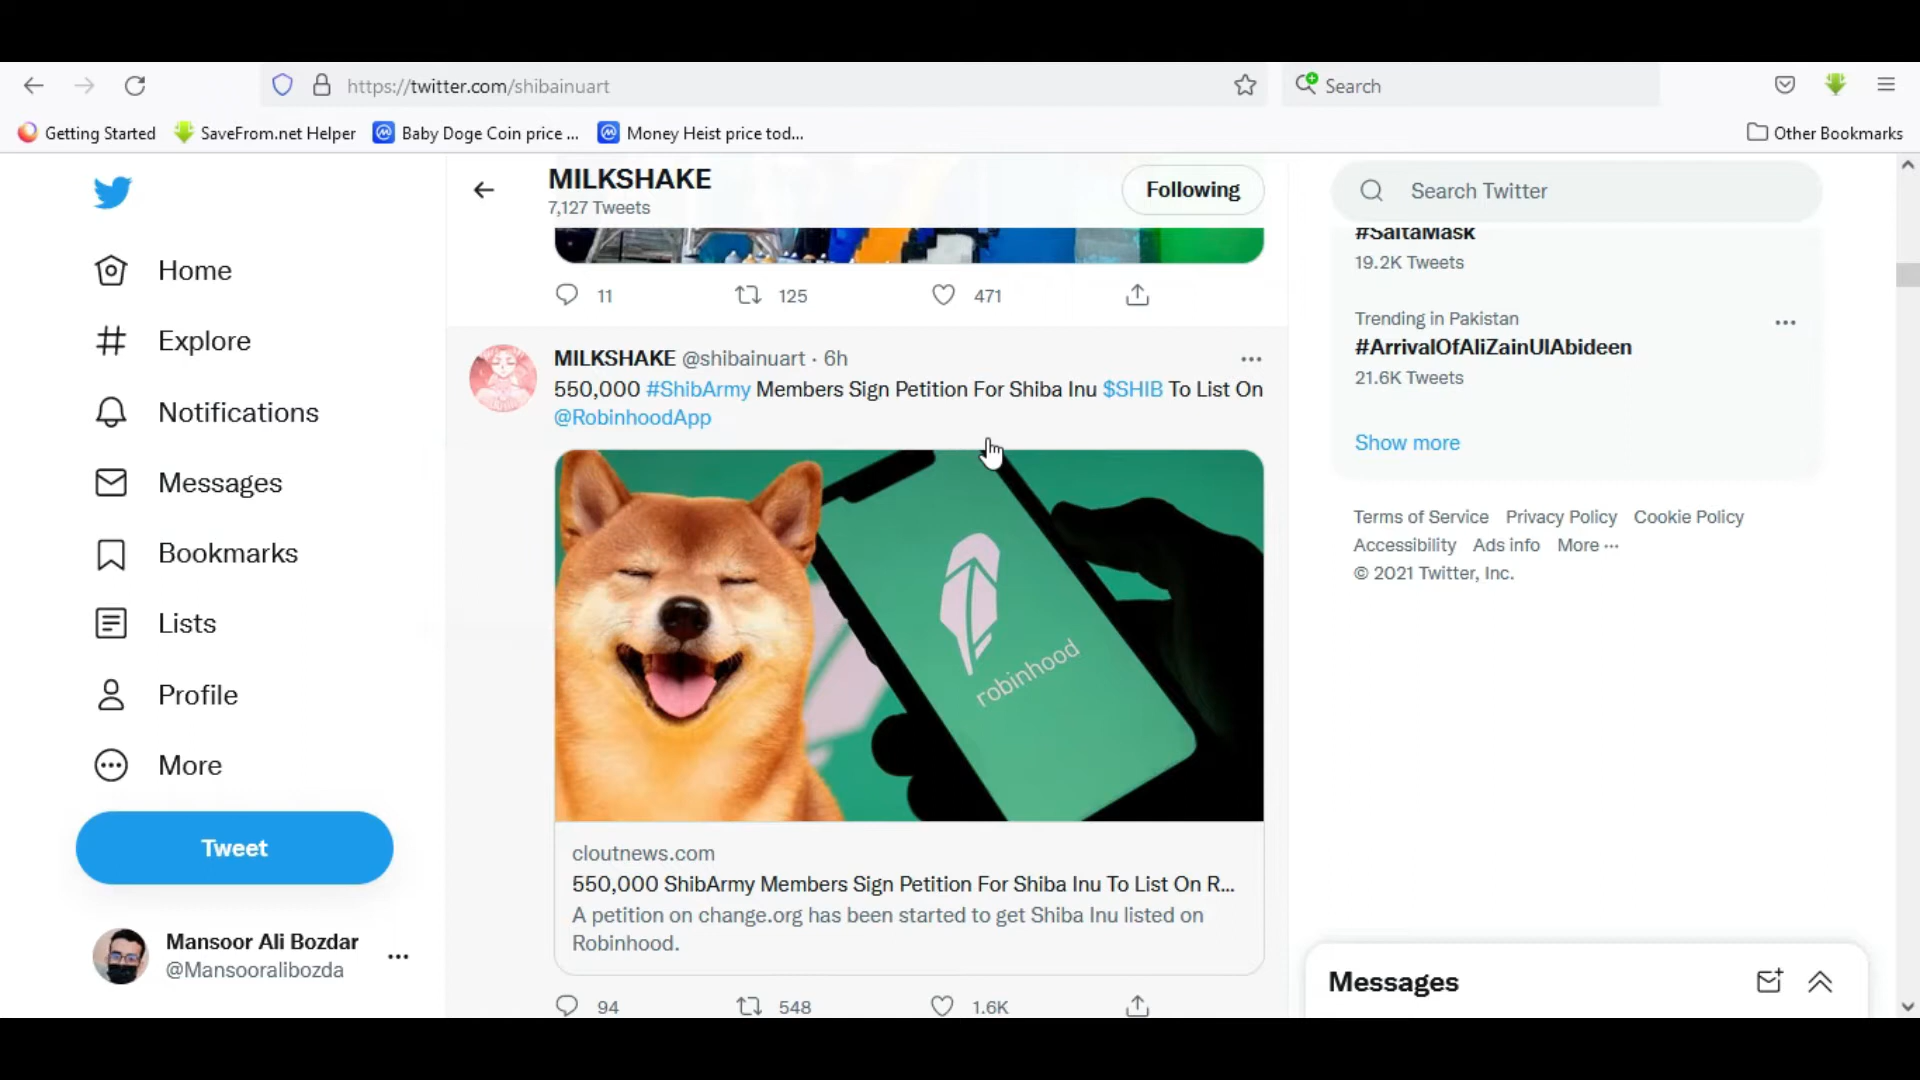 https://twitter.com/shibainuart
Search
Getting Started
SaveFrom.net Helper
Baby Doge Coin price ...
Money Heist price tod...
Other Bookmarks
Home
Explore
Notifications
Messages
Bookmarks
Lists
Profile
More
Tweet
Mansoor Ali Bozdar
@Mansooralibozda
MILKSHAKE
7,127 Tweets
Following
11
125
471
MILKSHAKE @shibainuart · 6h
550,000 #ShibArmy Members Sign Petition For Shiba Inu $SHIB To List On
@RobinhoodApp
robinhood
cloutnews.com
550,000 ShibArmy Members Sign Petition For Shiba Inu To List On R...
A petition on change.org has been started to get Shiba Inu listed on
Robinhood.
94
548
1.6K
Search Twitter
#SaitaMask
19.2K Tweets
Trending in Pakistan
#ArrivalOfAliZainUlAbideen
21.6K Tweets
Show more
Terms of Service Privacy Policy Cookie Policy
Accessibility Ads info More ···
© 2021 Twitter, Inc.
Messages